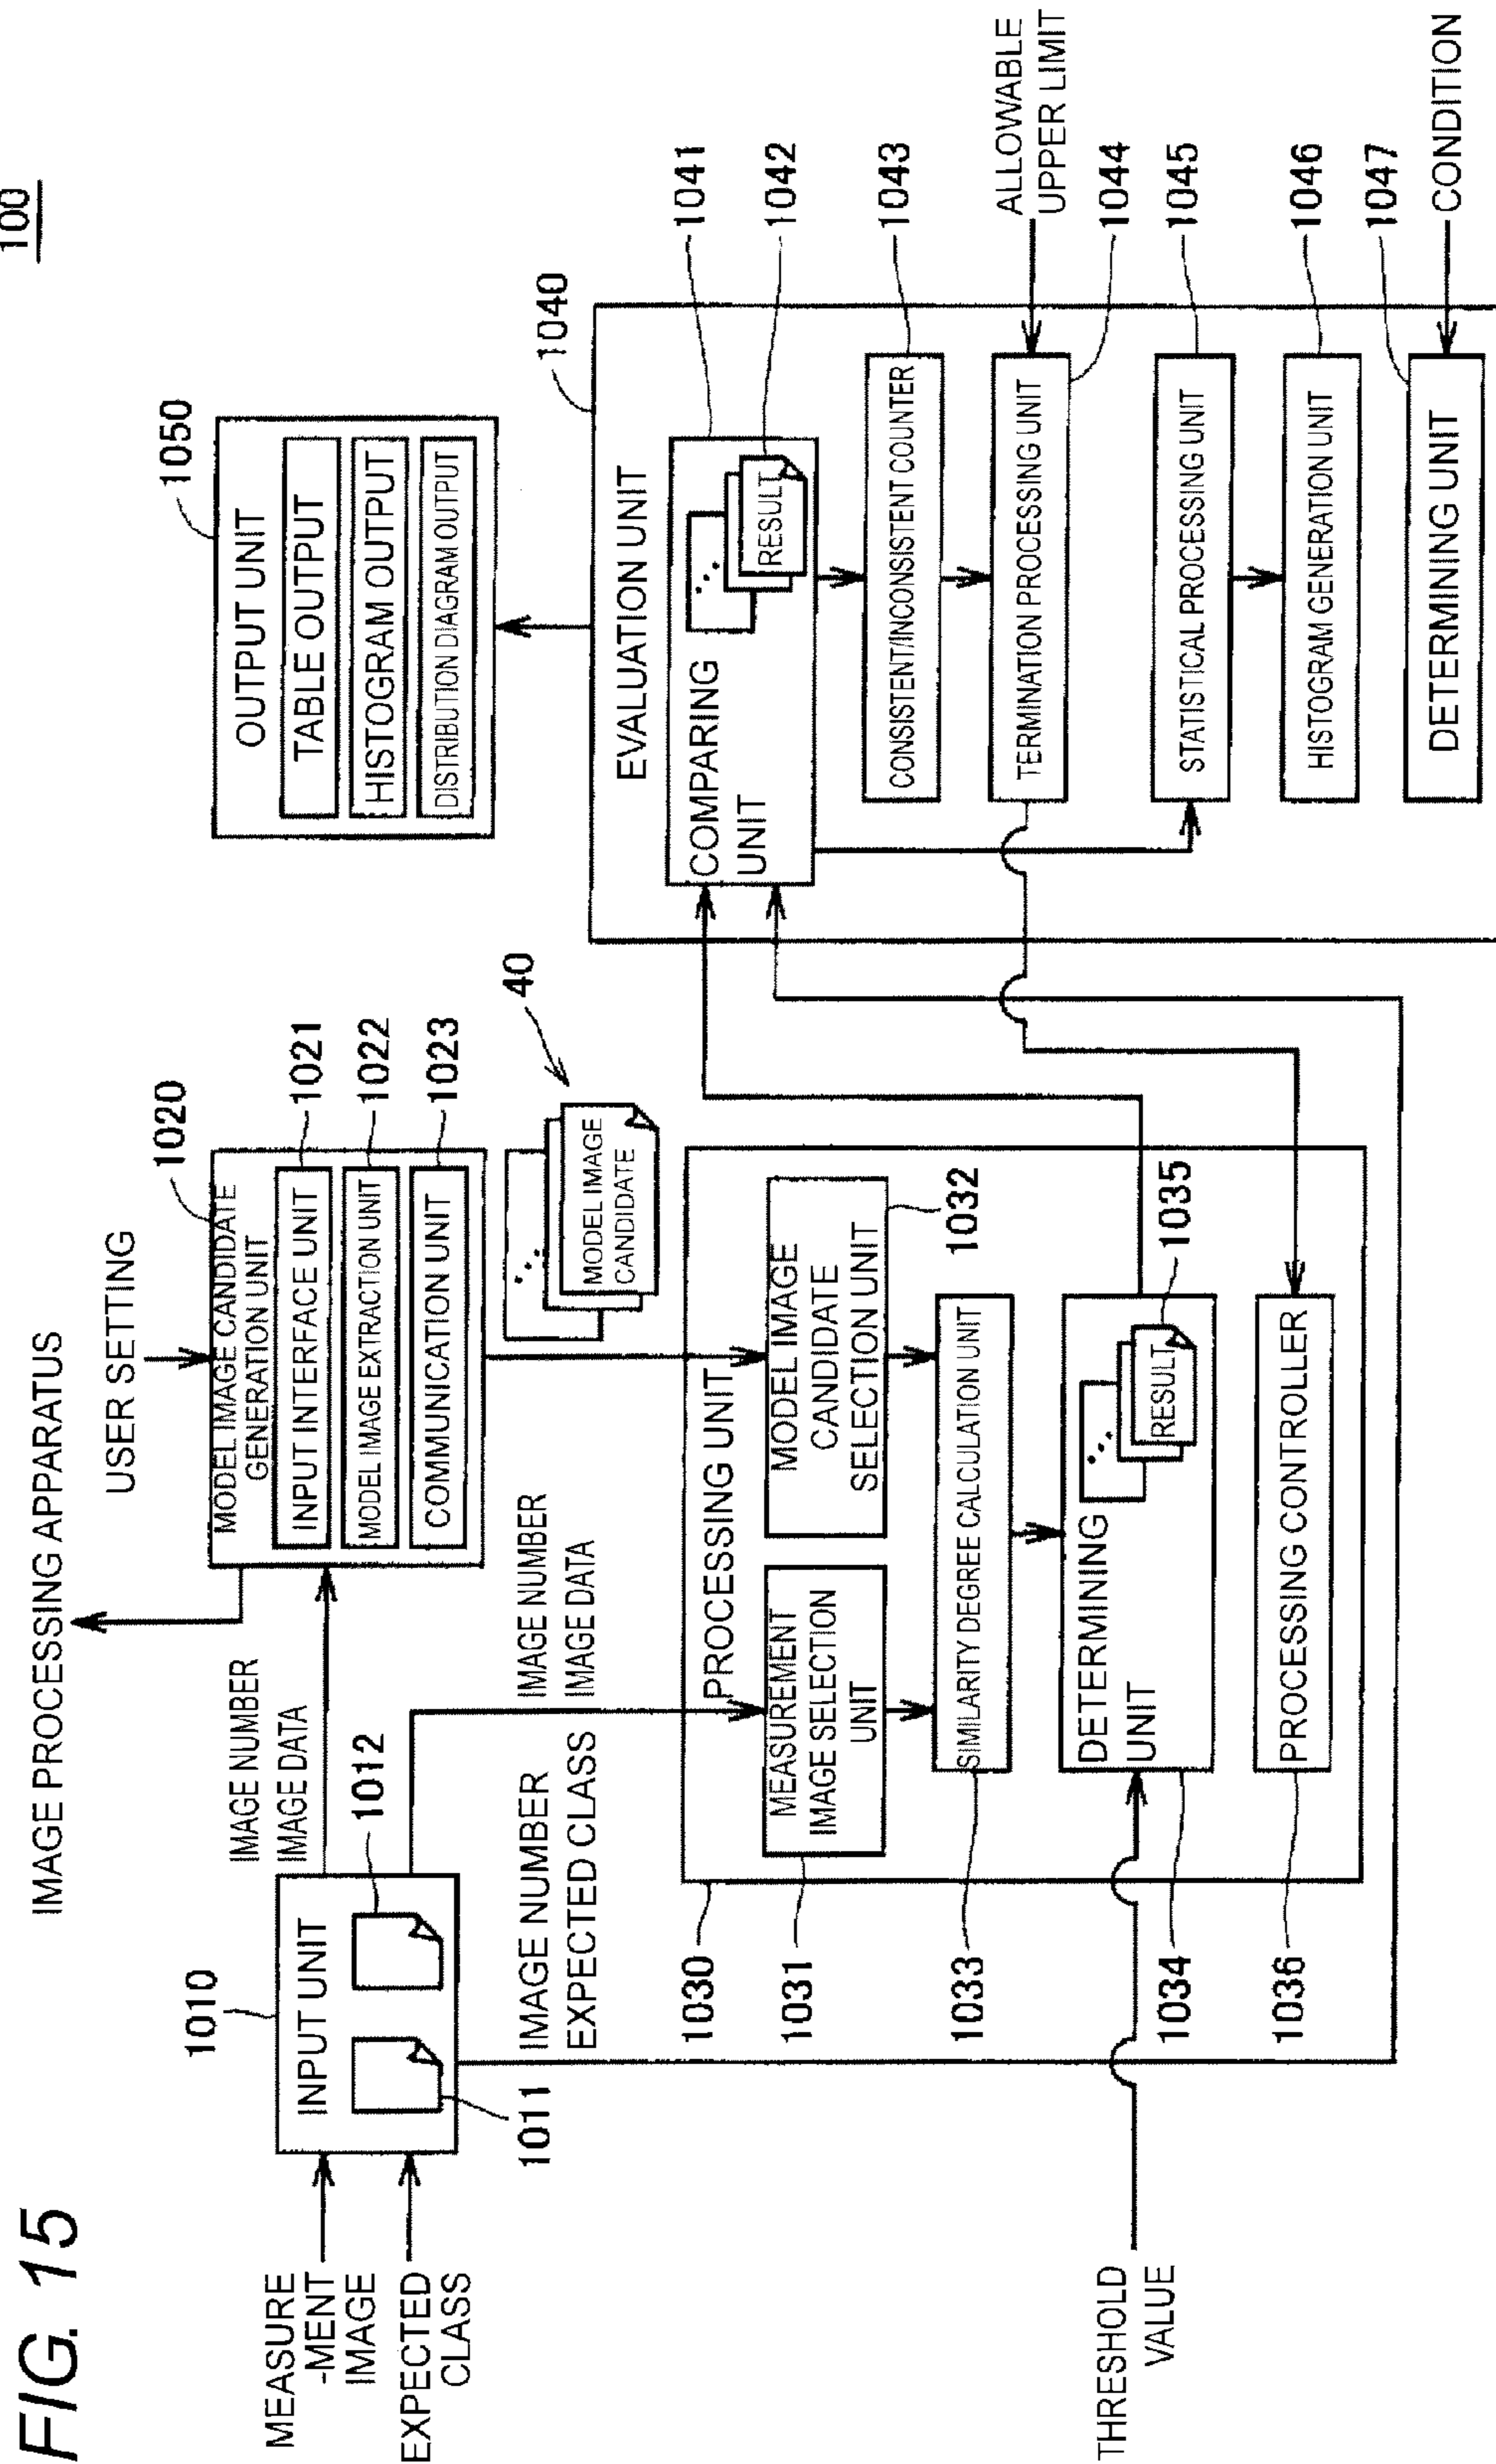 FIG. 15
100
IMAGE PROCESSING APPARATUS
USER SETTING
1010
INPUT UNIT
1011
1012
MEASURE
-MENT
IMAGE
EXPECTED
CLASS
IMAGE NUMBER
IMAGE DATA
1020
MODEL IMAGE CANDIDATE
GENERATION UNIT
INPUT INTERFACE UNIT
1021
MODEL IMAGE EXTRACTION UNIT
1022
COMMUNICATION UNIT
1023
1050
OUTPUT UNIT
TABLE OUTPUT
HISTOGRAM OUTPUT
DISTRIBUTION DIAGRAM OUTPUT
IMAGE NUMBER
EXPECTED CLASS
IMAGE NUMBER
IMAGE DATA
40
MODEL IMAGE
CANDIDATE
1030
PROCESSING UNIT
1031
MEASUREMENT
IMAGE SELECTION
UNIT
MODEL IMAGE
CANDIDATE
SELECTION UNIT
1032
1033
SIMILARITY DEGREE CALCULATION UNIT
1034
DETERMINING
UNIT
RESULT
1035
1036
PROCESSING CONTROLLER
THRESHOLD
VALUE
1040
EVALUATION UNIT
COMPARING
UNIT
RESULT
1041
1042
CONSISTENT/INCONSISTENT COUNTER
1043
TERMINATION PROCESSING UNIT
ALLOWABLE
UPPER LIMIT
1044
STATISTICAL PROCESSING UNIT
1045
HISTOGRAM GENERATION UNIT
1046
DETERMINING UNIT
1047
CONDITION